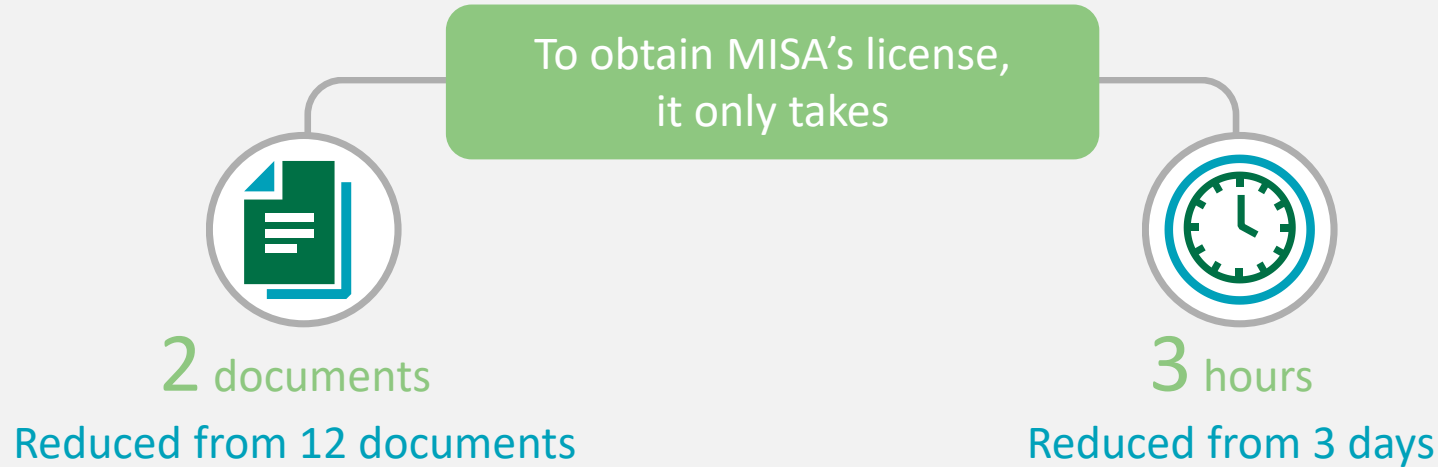 To obtain MISA’s license,
it only takes
2 documents
Reduced from 12 documents
3 hours
Reduced from 3 days